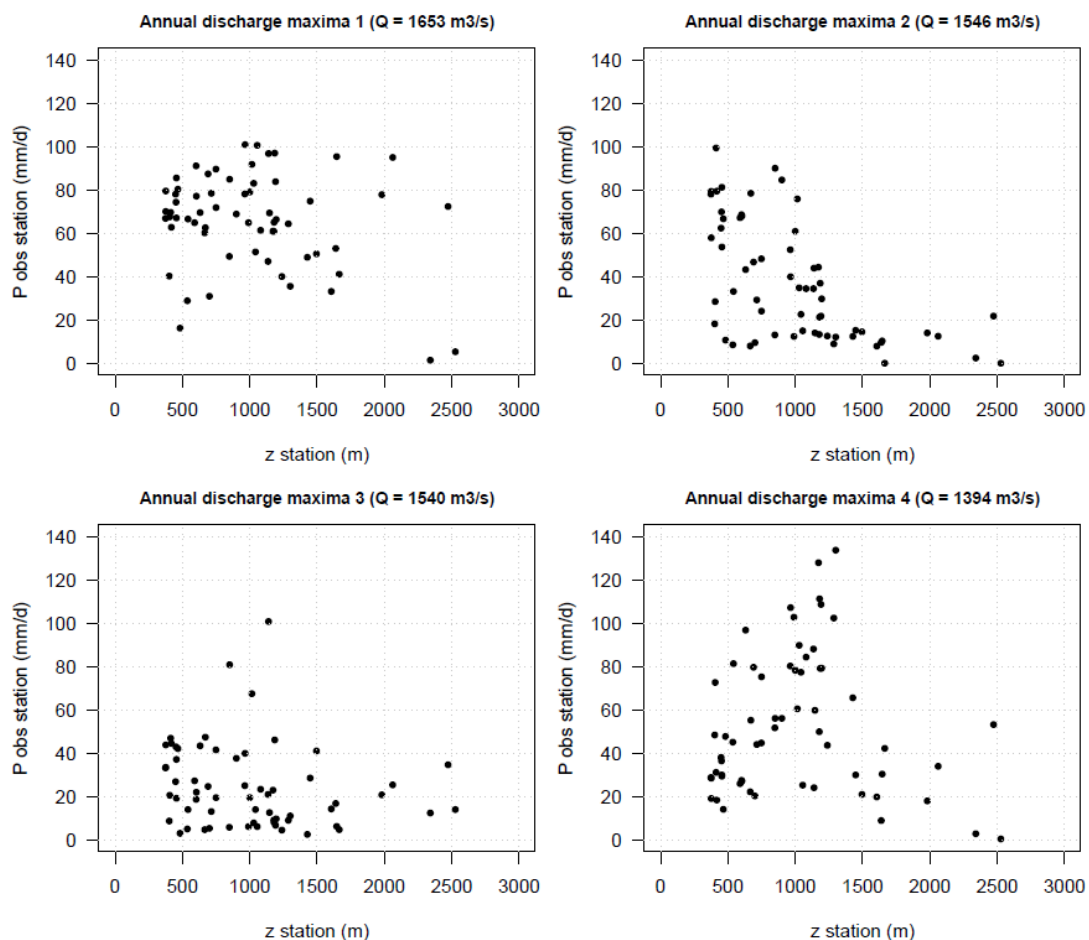 Annual discharge maxima 1 (Q = 1653 m3/s)
P obs station (mm/d)
140
120
100
80
60
40
20
0
0 500 1000 1500 2000 2500 3000
z station (m)
Annual discharge maxima 2 (Q = 1546 m3/s)
P obs station (mm/d)
140
120
100
80
60
40
20
0
0 500 1000 1500 2000 2500 3000
z station (m)
Annual discharge maxima 3 (Q = 1540 m3/s)
P obs station (mm/d)
140
120
100
80
60
40
20
0
0 500 1000 1500 2000 2500 3000
z station (m)
Annual discharge maxima 4 (Q = 1394 m3/s)
P obs station (mm/d)
140
120
100
80
60
40
20
0
0 500 1000 1500 2000 2500 3000
z station (m)